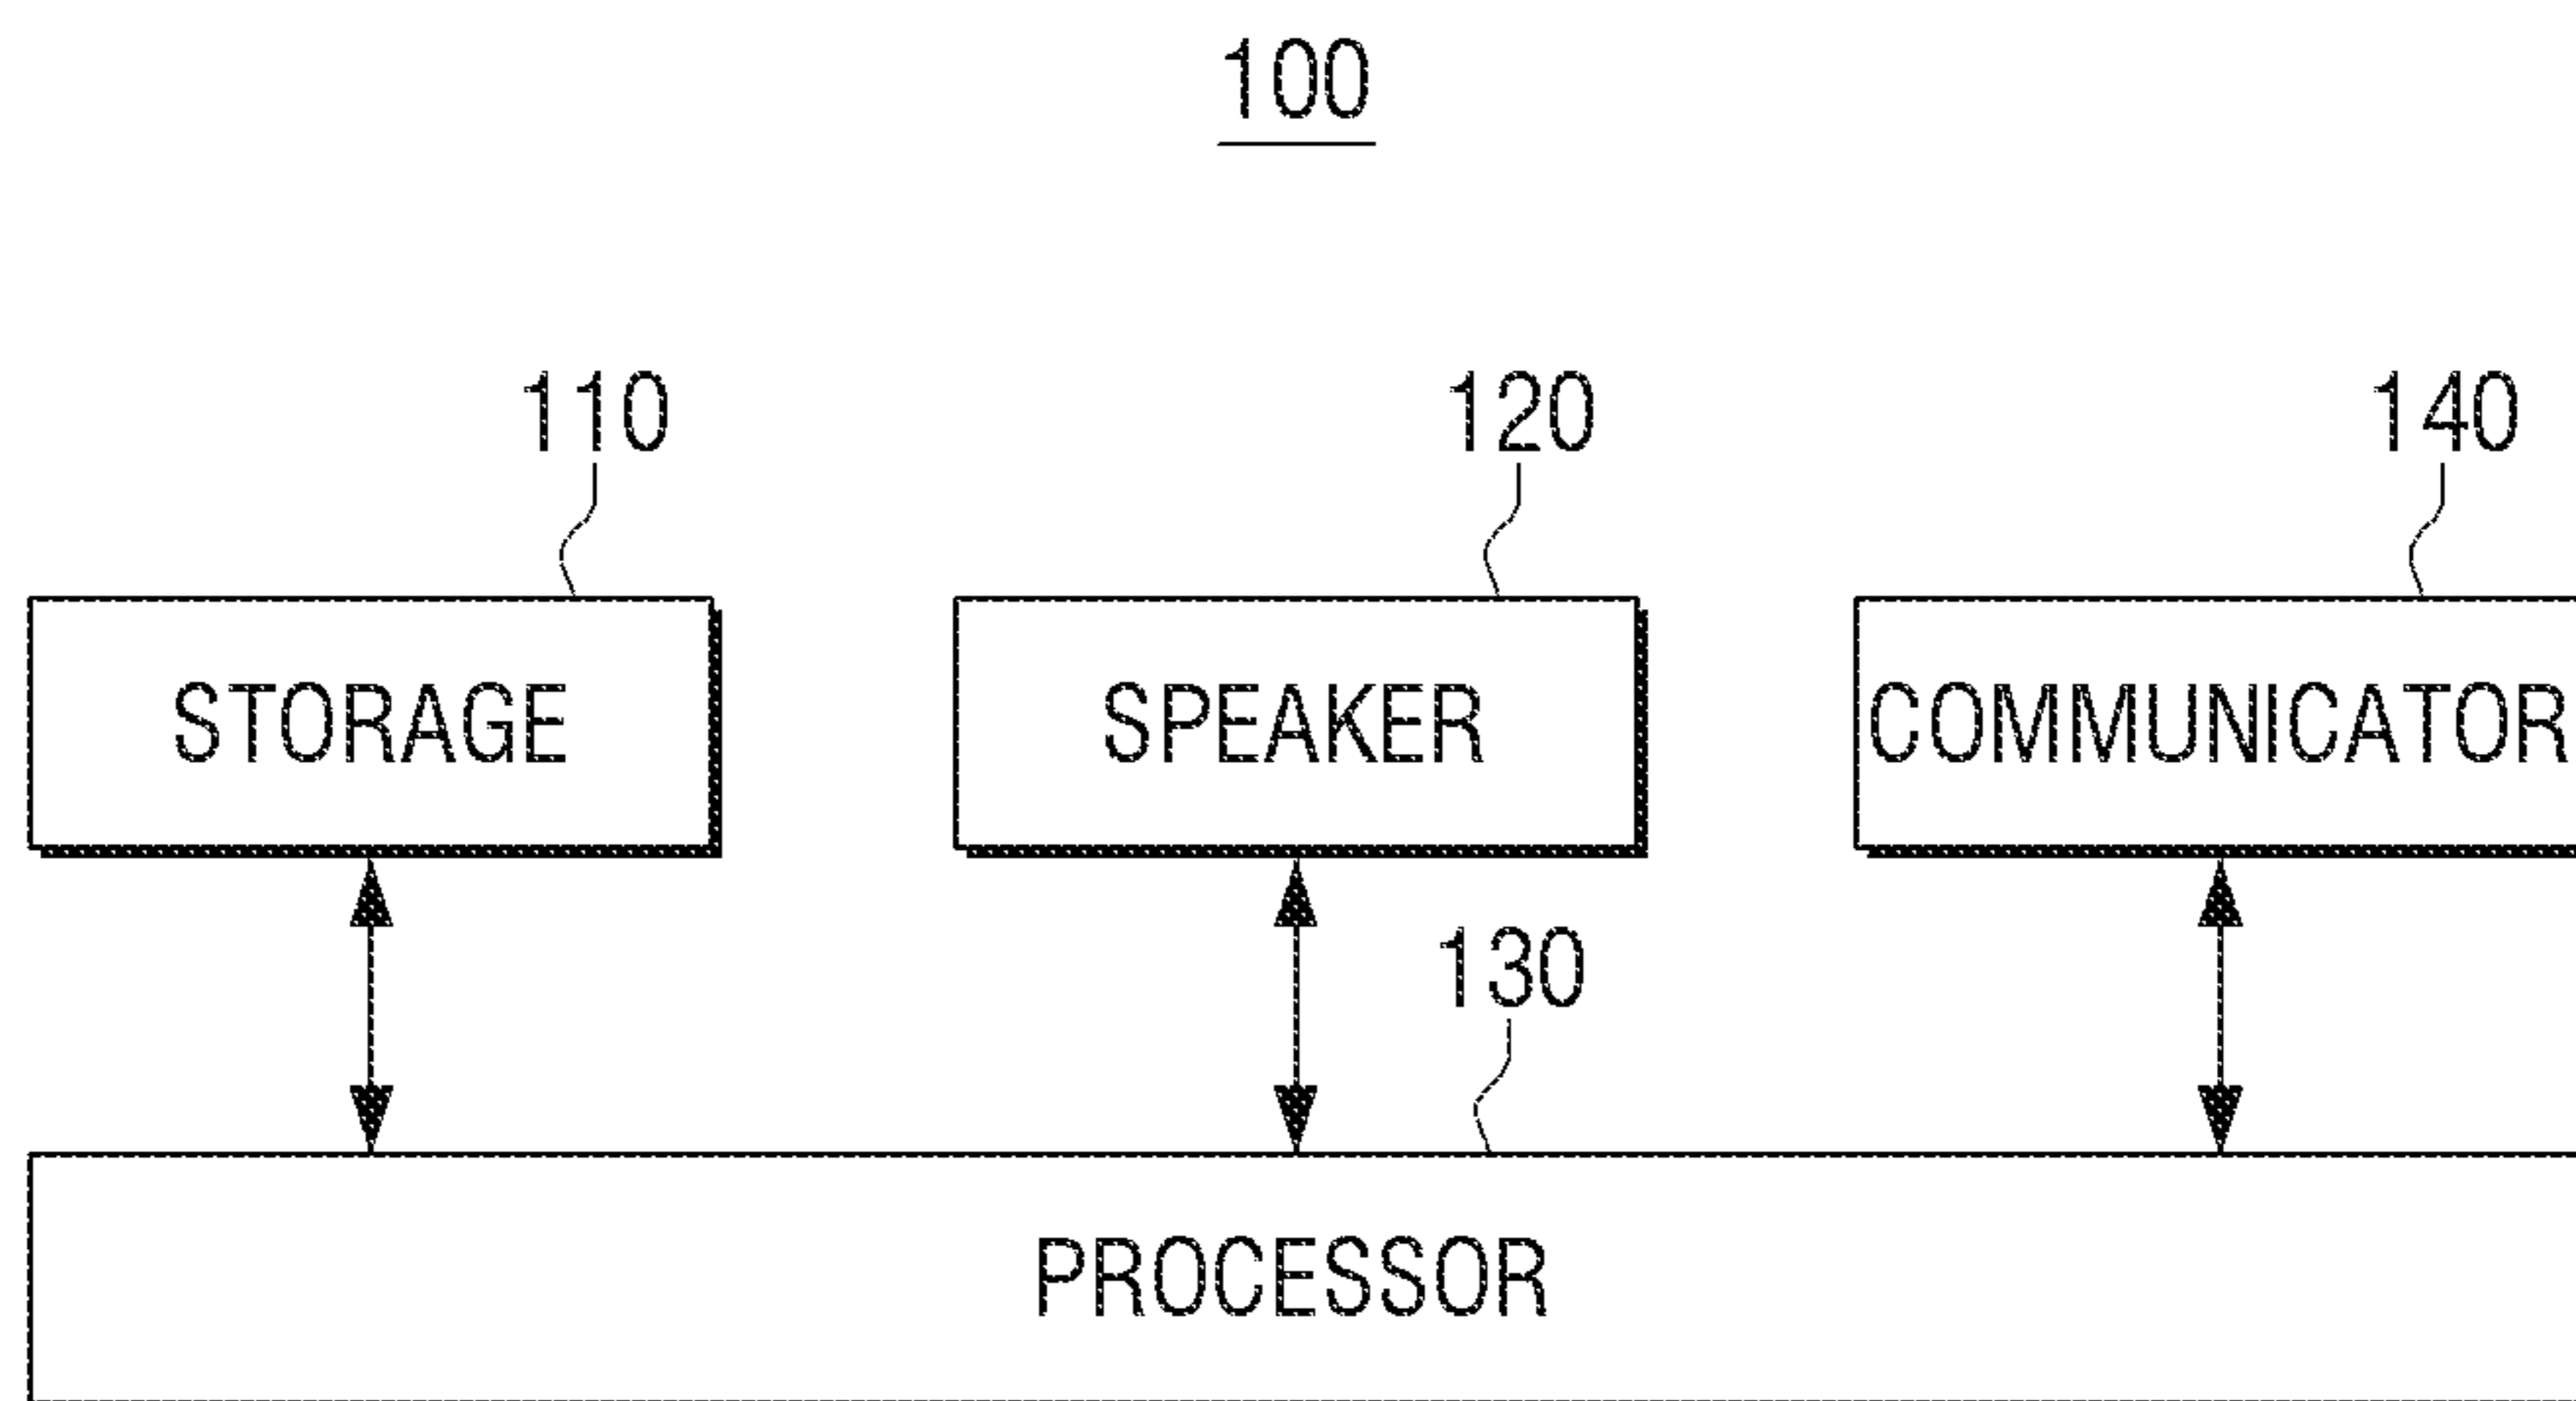 100
110
120
140
STORAGE
SPEAKER
COMMUNICATOR
130
PROCESSOR